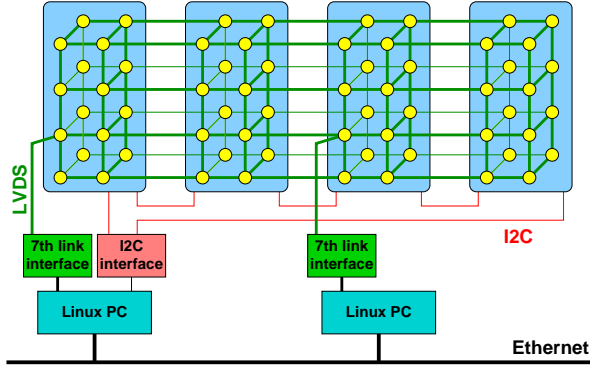 LVDS
I2C
7th link
interface
I2C
interface
7th link
interface
Linux PC
Linux PC
Ethernet